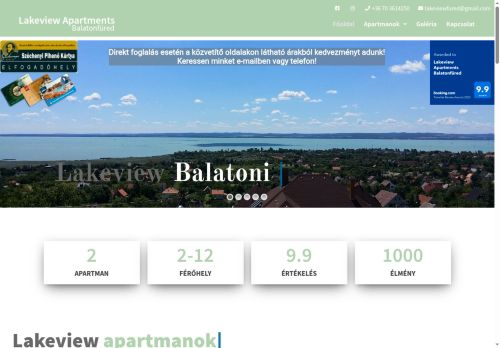 Lakeview Apartments
Balatonfüred
+36 70 3614150
lakeviewfured@gmail.com
Főoldal Apartmanok Galéria Kapcsolat
Széchenyi Pihenő Kártya
ELFOGADÓHELY
Direkt foglalás esetén a közvetítő oldalakon látható árakból kedvezményt adunk!
Keressen minket e-mailben vagy telefon!
Awarded to
Lakeview
Apartments
Balatonfüred
9.9
Booking.com
Lakeview Balatoni
2
APARTMAN
2-12
FÉRŐHELY
9.9
ÉRTÉKELÉS
1000
ÉLMÉNY
Lakeview apartmanok